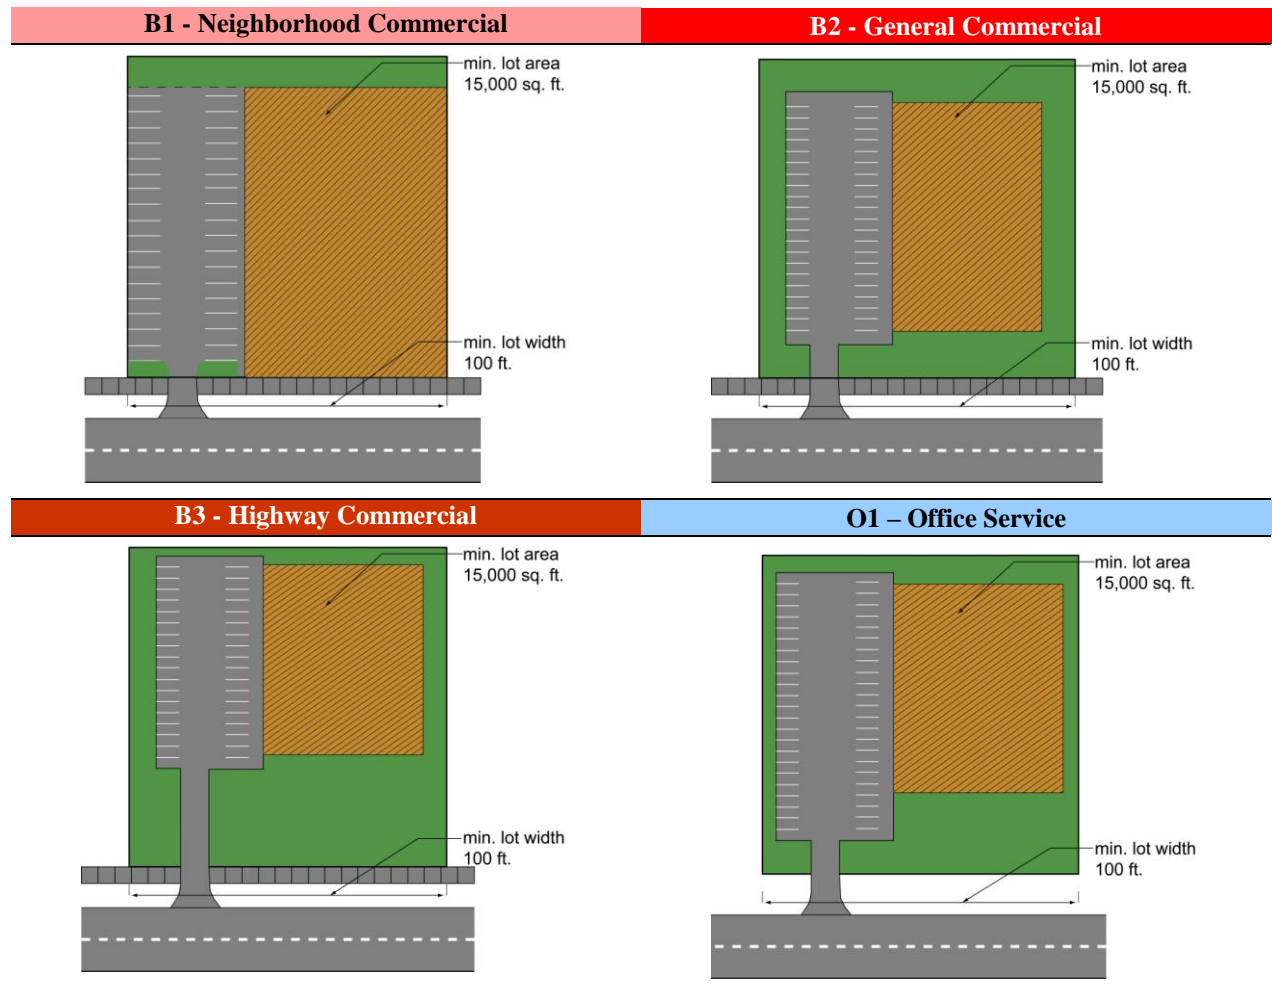 B1 - Neighborhood Commercial
B2 - General Commercial
min. lot area
15,000 sq. ft.
min. lot width
100 ft.
min. lot area
15,000 sq. ft.
min. lot width
100 ft.
B3 - Highway Commercial
O1 – Office Service
min. lot area
15,000 sq. ft.
min. lot width
100 ft.
min. lot area
15,000 sq. ft.
min. lot width
100 ft.